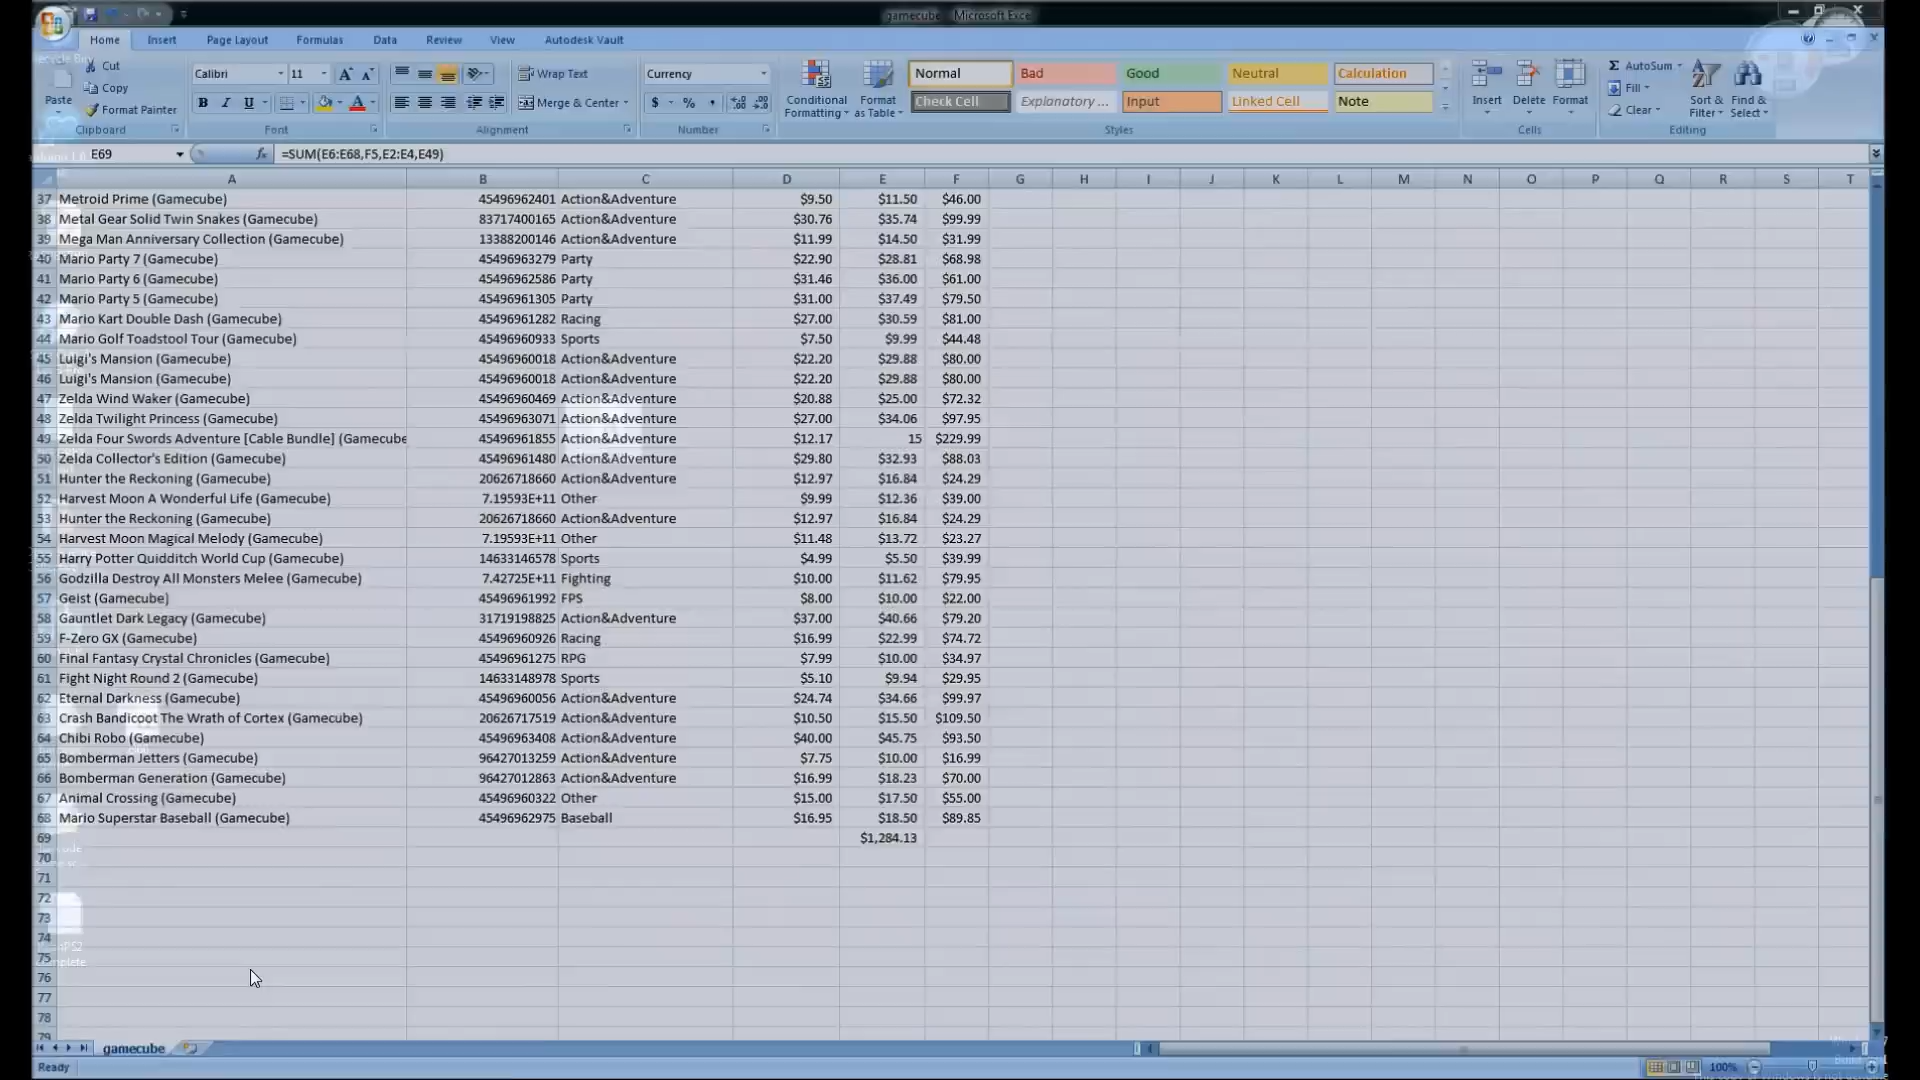 gamecube - Microsoft Exce
Home Insert Page Layout Formulas Data Review View Autodesk Vault
Paste Cut Copy Format Painter
Calibri 11
B I U
Wrap Text
Merge & Center
Currency
$ % ,
Conditional Formatting Format as Table
Normal Bad Good Neutral Calculation
Check Cell Explanatory ... Input Linked Cell Note
Insert Delete Format
Σ AutoSum Fill Clear
Sort & Filter Find & Select
Clipboard Font Alignment Number Styles Cells Editing
E69 fx =SUM(E6:E68,F5,E2:E4,E49)
A B C D E F G H I J K L M N O P Q R S T
37 Metroid Prime (Gamecube) 45496962401 Action&Adventure $9.50 $11.50 $46.00
38 Metal Gear Solid Twin Snakes (Gamecube) 83717400165 Action&Adventure $30.76 $35.74 $99.99
39 Mega Man Anniversary Collection (Gamecube) 13388200146 Action&Adventure $11.99 $14.50 $31.99
40 Mario Party 7 (Gamecube) 45496963279 Party $22.90 $28.81 $68.98
41 Mario Party 6 (Gamecube) 45496962586 Party $31.46 $36.00 $61.00
42 Mario Party 5 (Gamecube) 45496961305 Party $31.00 $37.49 $79.50
43 Mario Kart Double Dash (Gamecube) 45496961282 Racing $27.00 $30.59 $81.00
44 Mario Golf Toadstool Tour (Gamecube) 45496960933 Sports $7.50 $9.99 $44.48
45 Luigi's Mansion (Gamecube) 45496960018 Action&Adventure $22.20 $29.88 $80.00
46 Luigi's Mansion (Gamecube) 45496960018 Action&Adventure $22.20 $29.88 $80.00
47 Zelda Wind Waker (Gamecube) 45496960469 Action&Adventure $20.88 $25.00 $72.32
48 Zelda Twilight Princess (Gamecube) 45496963071 Action&Adventure $27.00 $34.06 $97.95
49 Zelda Four Swords Adventure [Cable Bundle] (Gamecube 45496961855 Action&Adventure $12.17 15 $229.99
50 Zelda Collector's Edition (Gamecube) 45496961480 Action&Adventure $29.80 $32.93 $88.03
51 Hunter the Reckoning (Gamecube) 20626718660 Action&Adventure $12.97 $16.84 $24.29
52 Harvest Moon A Wonderful Life (Gamecube) 7.19593E+11 Other $9.99 $12.36 $39.00
53 Hunter the Reckoning (Gamecube) 20626718660 Action&Adventure $12.97 $16.84 $24.29
54 Harvest Moon Magical Melody (Gamecube) 7.19593E+11 Other $11.48 $13.72 $23.27
55 Harry Potter Quidditch World Cup (Gamecube) 14633146578 Sports $4.99 $5.50 $39.99
56 Godzilla Destroy All Monsters Melee (Gamecube) 7.42725E+11 Fighting $10.00 $11.62 $79.95
57 Geist (Gamecube) 45496961992 FPS $8.00 $10.00 $22.00
58 Gauntlet Dark Legacy (Gamecube) 31719198825 Action&Adventure $37.00 $40.66 $79.20
59 F-Zero GX (Gamecube) 45496960926 Racing $16.99 $22.99 $74.72
60 Final Fantasy Crystal Chronicles (Gamecube) 45496961275 RPG $7.99 $10.00 $34.97
61 Fight Night Round 2 (Gamecube) 14633148978 Sports $5.10 $9.94 $29.95
62 Eternal Darkness (Gamecube) 45496960056 Action&Adventure $24.74 $34.66 $99.97
63 Crash Bandicoot The Wrath of Cortex (Gamecube) 20626717519 Action&Adventure $10.50 $15.50 $109.50
64 Chibi Robo (Gamecube) 45496963408 Action&Adventure $40.00 $45.75 $93.50
65 Bomberman Jetters (Gamecube) 96427013259 Action&Adventure $7.75 $10.00 $16.99
66 Bomberman Generation (Gamecube) 96427012863 Action&Adventure $16.99 $18.23 $70.00
67 Animal Crossing (Gamecube) 45496960322 Other $15.00 $17.50 $55.00
68 Mario Superstar Baseball (Gamecube) 45496962975 Baseball $16.95 $18.50 $89.85
69 $1,284.13
70
71
72
73
74
75
76
77
78
79
gamecube
Ready 100%